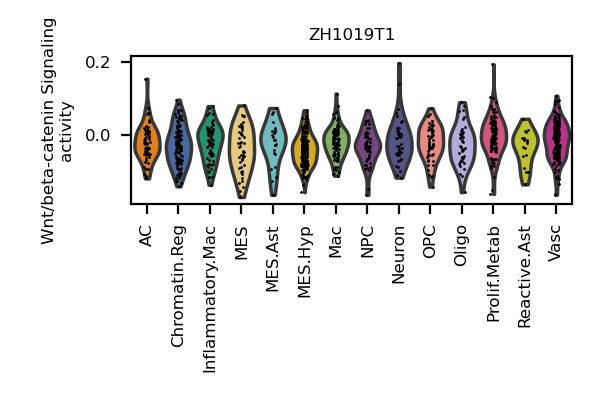 ZH1019T1
Wnt/beta-catenin Signaling
activity
0.2
0.0
AC
Chromatin.Reg
Inflammatory.Mac
MES
MES.Ast
MES.Hyp
Mac
NPC
Neuron
OPC
Oligo
Prolif.Metab
Reactive.Ast
Vasc